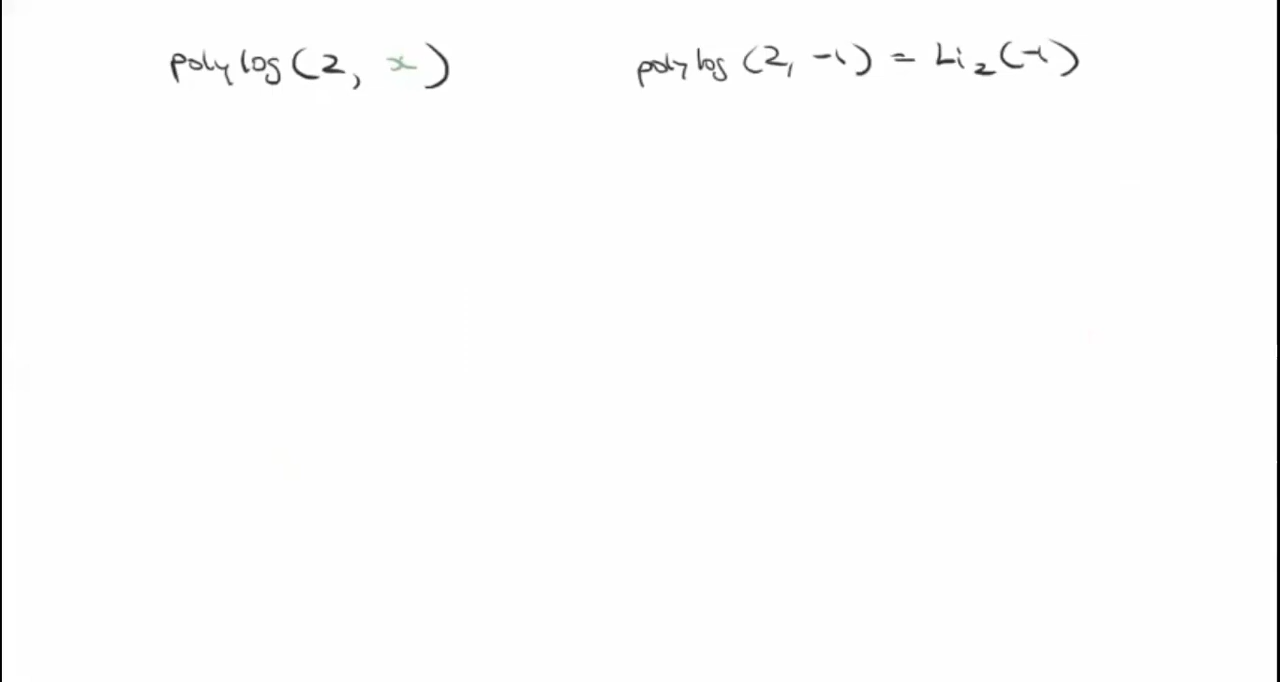 polylog(2, x) polylog(2, -1) = Li₂(-1)